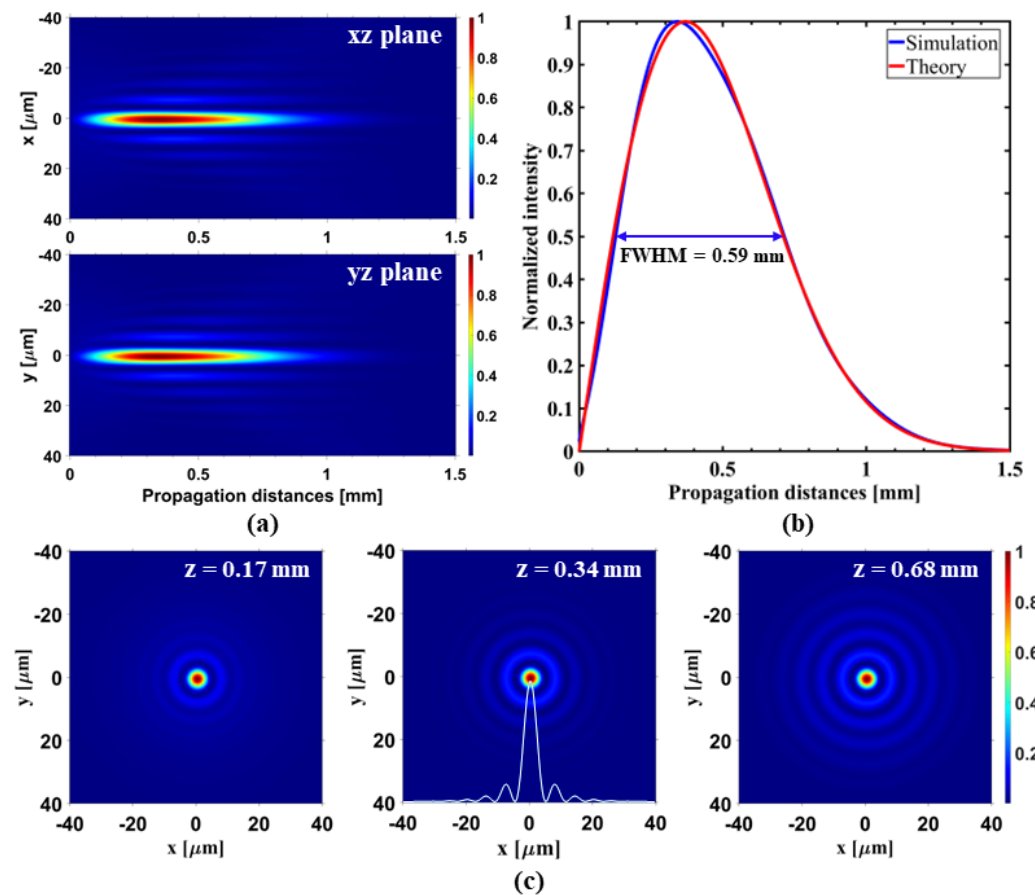 xz plane
-40
-20
0
20
40
x [μm]
0 0.5 1 1.5
1
0.8
0.6
0.4
0.2
yz plane
-40
-20
0
20
40
y [μm]
0 0.5 1 1.5
1
0.8
0.6
0.4
0.2
Propagation distances [mm]
(a)
1
0.9
0.8
0.7
0.6
0.5
0.4
0.3
0.2
0.1
0
Normalized intensity
Simulation
Theory
FWHM = 0.59 mm
0 0.5 1 1.5
Propagation distances [mm]
(b)
z = 0.17 mm
-40
-20
0
20
40
y [μm]
-40 -20 0 20 40
x [μm]
z = 0.34 mm
-40
-20
0
20
40
y [μm]
-40 -20 0 20 40
x [μm]
z = 0.68 mm
-40
-20
0
20
40
y [μm]
-40 -20 0 20 40
x [μm]
1
0.8
0.6
0.4
0.2
(c)